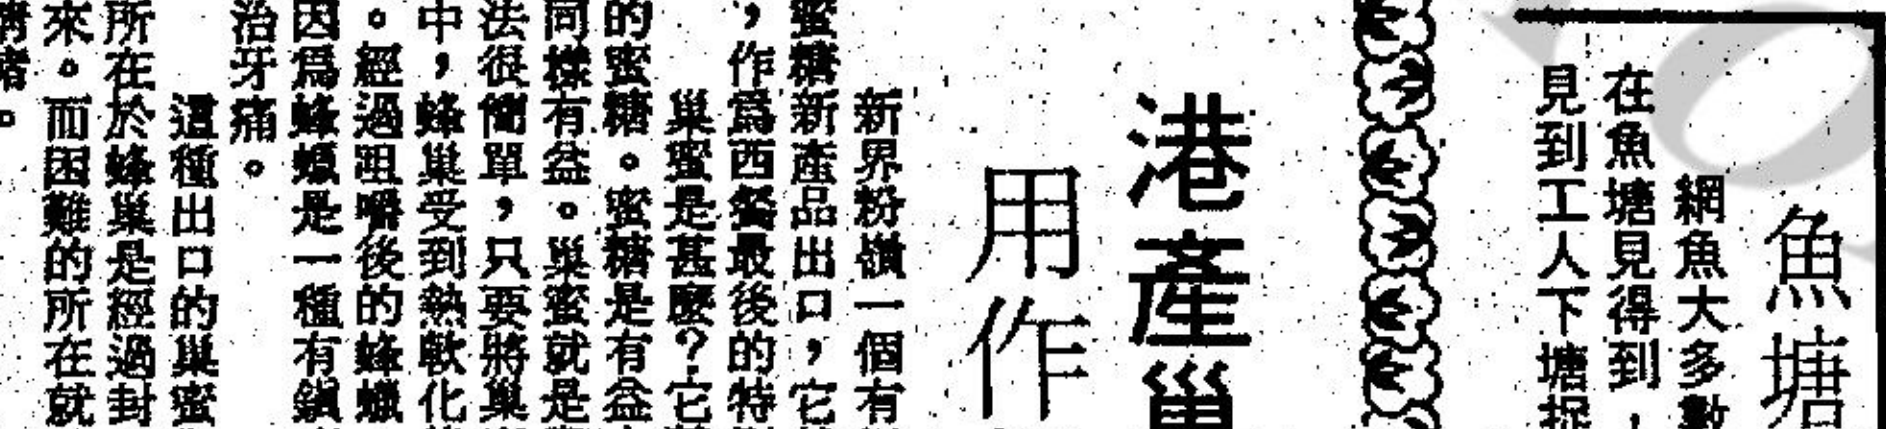 魚塘
網魚大多數
在魚塘見得到，
見到工人下塘捉
港產巢
用作
新界粉嶺一個有
蜜糖新產品出口，它
，作爲西餐最後的特
巢蜜是甚麼？它
的蜜糖。蜜糖是有益
同樣有益。巢蜜就是
法很簡單，只要將巢
中，蜂巢受到熱軟化
。經過咀嚼後的蜂蠟
因爲蜂蠟是一種有鎭
治牙痛。
這種出口的巢蜜
所在於蜂巢是經過封
來。而困難的所在就